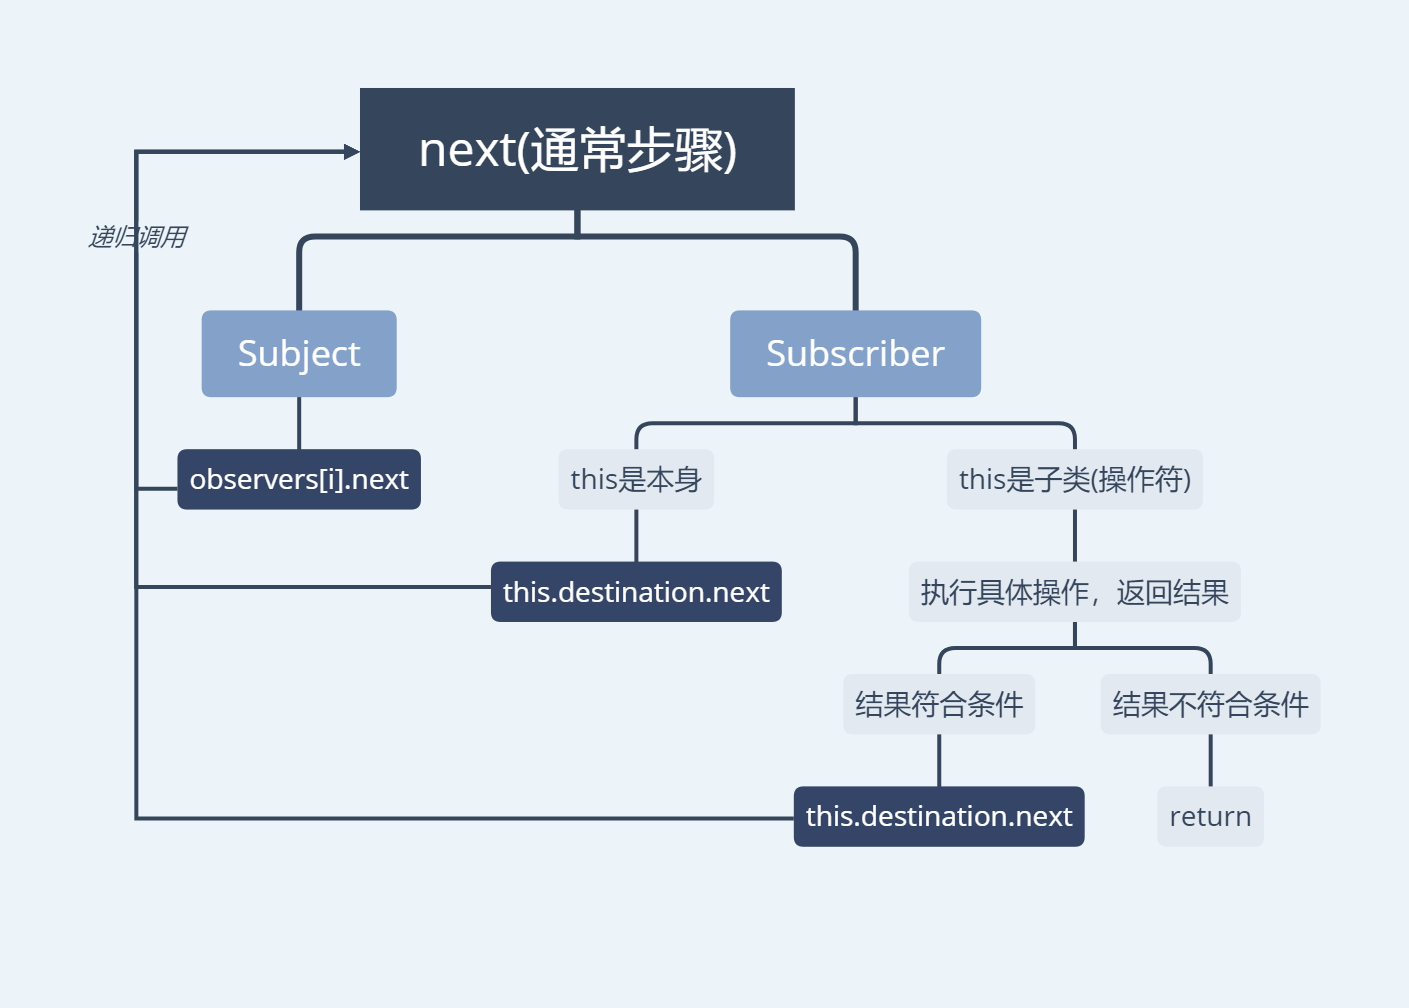 next(通常步骤)
递归调用
Subject
Subscriber
observers[i].next
this是本身
this是子类(操作符)
this.destination.next
执行具体操作，返回结果
结果符合条件
结果不符合条件
this.destination.next
return